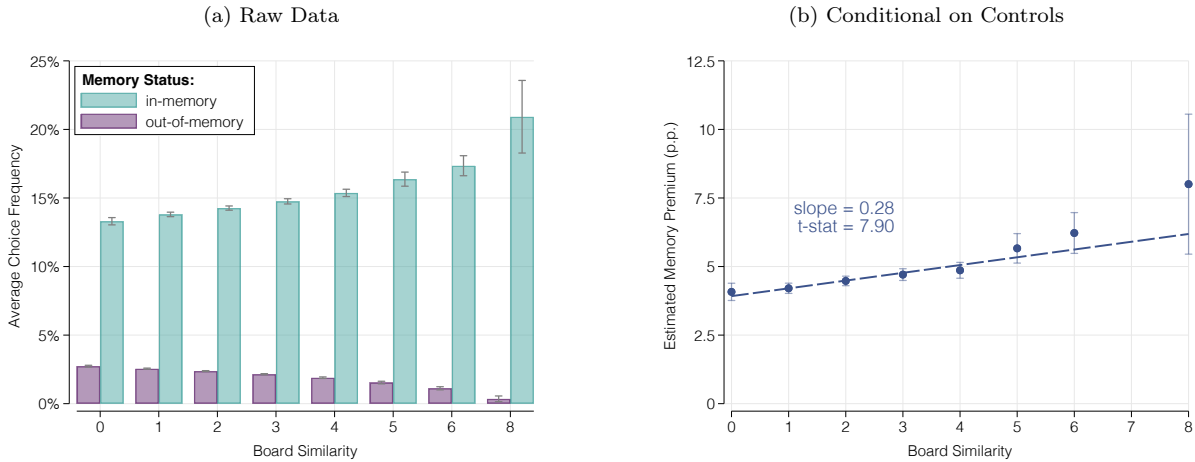 (a) Raw Data
25%
20%
15%
10%
5%
0%
Average Choice Frequency
Memory Status:
in-memory
out-of-memory
0 1 2 3 4 5 6 8
Board Similarity
(b) Conditional on Controls
12.5
10
7.5
5
2.5
0
Estimated Memory Premium (p.p.)
slope = 0.28
t-stat = 7.90
0 1 2 3 4 5 6 7 8
Board Similarity